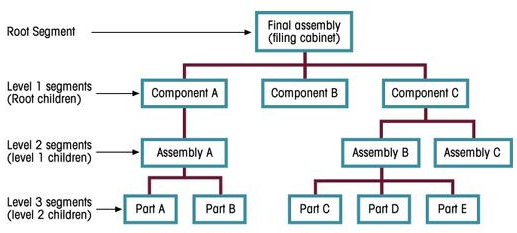 Root Segment
Final assembly
(filing cabinet)
Level 1 segments
(Root children)
Component A
Component B
Component C
Level 2 segments
(level 1 children)
Assembly A
Assembly B
Assembly C
Level 3 segments
(level 2 children)
Part A
Part B
Part C
Part D
Part E